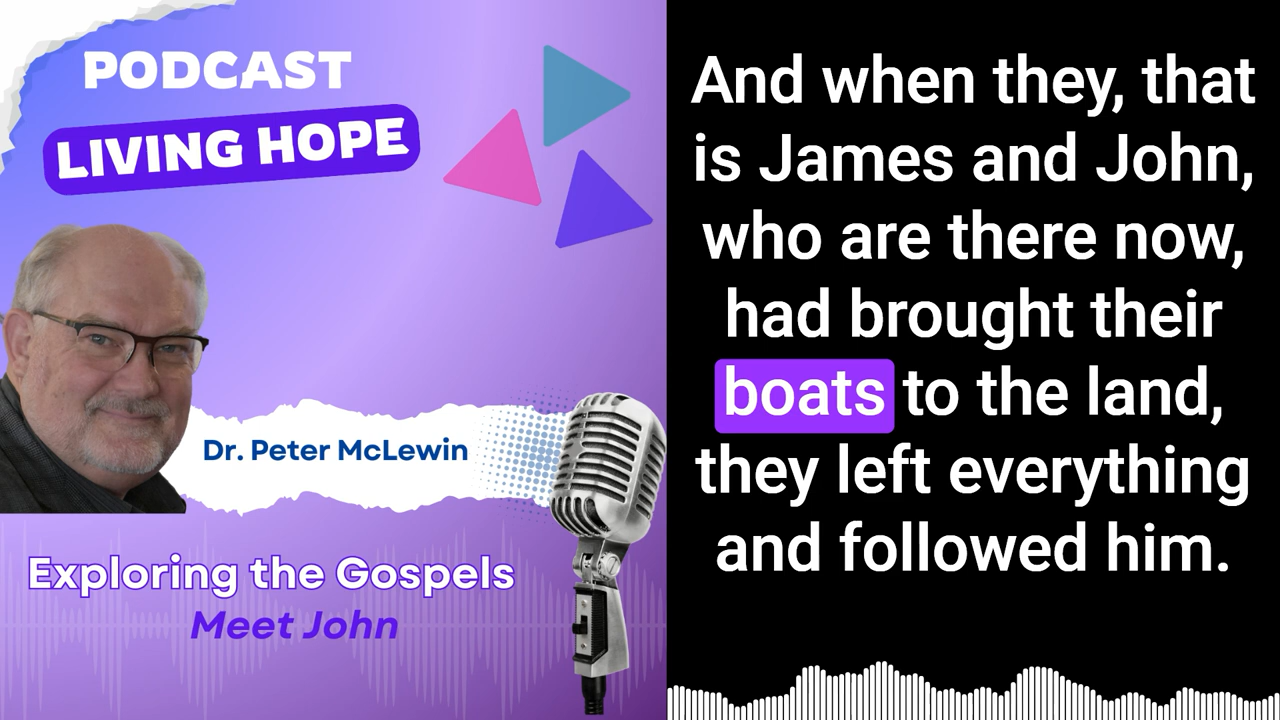 PODCAST
LIVING HOPE
Dr. Peter McLewin
Exploring the Gospels
Meet John
And when they, that
is James and John,
who are there now,
had brought their
boats to the land,
they left everything
and followed him.